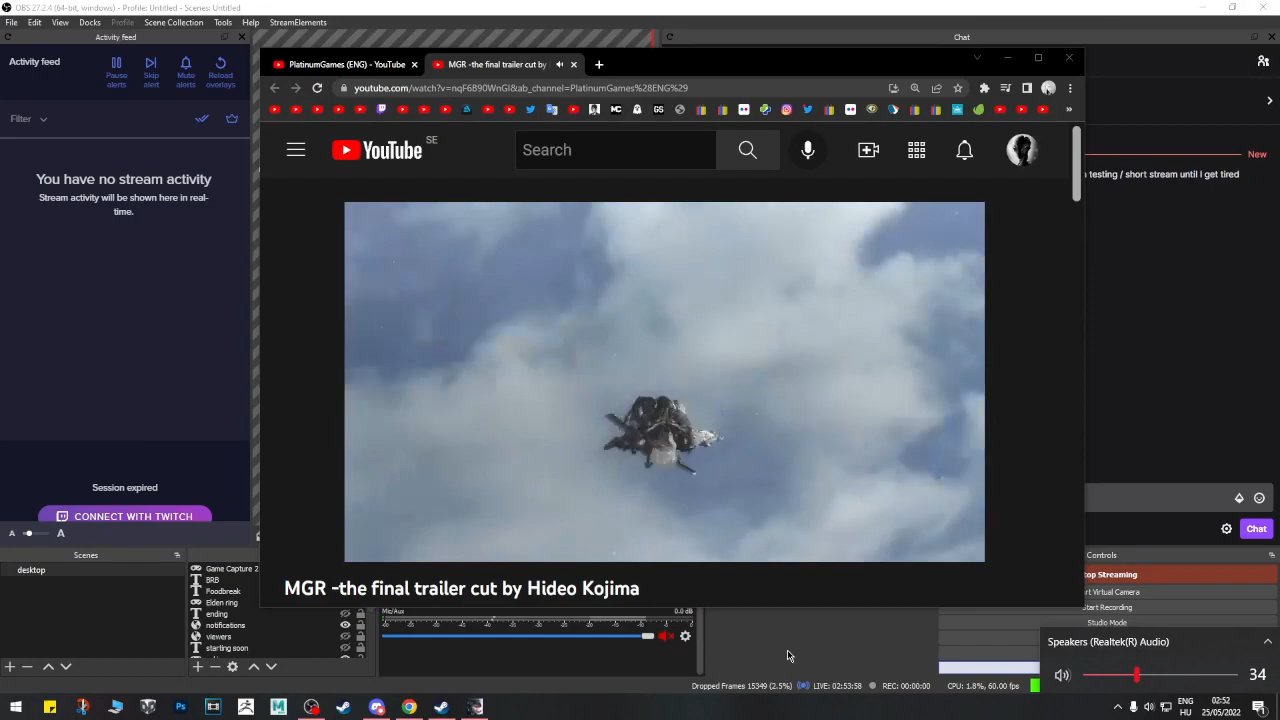 OBS 27.2.4 (64-bit, windows) - Profile: Untitled - Scenes: Untitled
File Edit View Docks Profile Scene Collection Tools Help StreamElements
Activity feed
Chat
PlatinumGames (ENG) - YouTube
MGR -the final trailer cut by
Activity feed
Pause alerts
Skip alert
Mute alerts
Reload overlays
youtube.com/watch?v=nqF6B90WnGI&ab_channel=PlatinumGames%28ENG%29
MC
GS
Filter
YouTube SE
Search
New
testing / short stream until I get tired
You have no stream activity
Stream activity will be shown here in real-
time.
Session expired
CONNECT WITH TWITCH
A A
Chat
Scenes
desktop
Game Capture 2
BRB
Foodbreak
Elden ring
ending
notifications
viewers
starting soon
MGR -the final trailer cut by Hideo Kojima
Mic/Aux
0.0 dB
Controls
top Streaming
art Virtual Camera
Start Recording
Studio Mode
Speakers (Realtek(R) Audio)
34
Dropped Frames 15349 (2.5%)
LIVE: 02:53:58
REC: 00:00:00
CPU: 1.8%, 60.00 fps
Ps
M
ENG
HU
02:52
25/05/2022
1